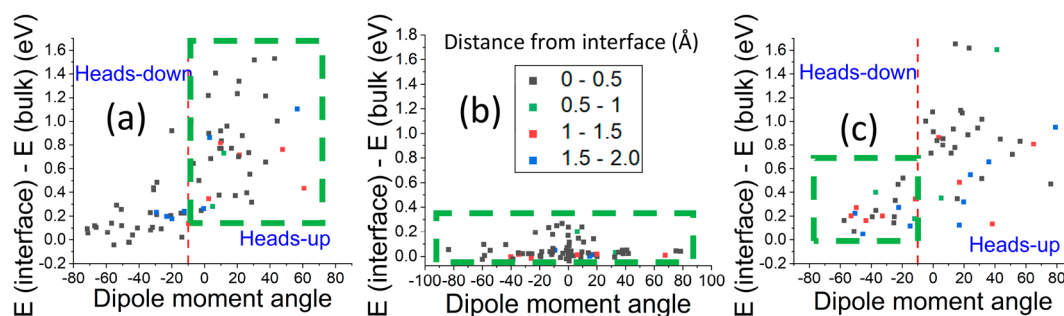 E (interface) - E (bulk) (eV)
1.6
1.4
1.2
1.0
0.8
0.6
0.4
0.2
0.0
-0.2
Heads-down
(a)
Heads-up
-80 -60 -40 -20 0 20 40 60 80
Dipole moment angle
E (interface) - E (bulk) (eV)
1.8
1.6
1.4
1.2
1.0
0.8
0.6
0.4
0.2
0.0
Distance from interface (Å)
(b)
0 - 0.5
0.5 - 1
1 - 1.5
1.5 - 2.0
-100 -80 -60 -40 -20 0 20 40 60 80 100
Dipole moment angle
E (interface) - E (bulk) (eV)
1.6
1.4
1.2
1.0
0.8
0.6
0.4
0.2
0.0
-0.2
Heads-down
(c)
Heads-up
-80 -60 -40 -20 0 20 40 60 80
Dipole moment angle